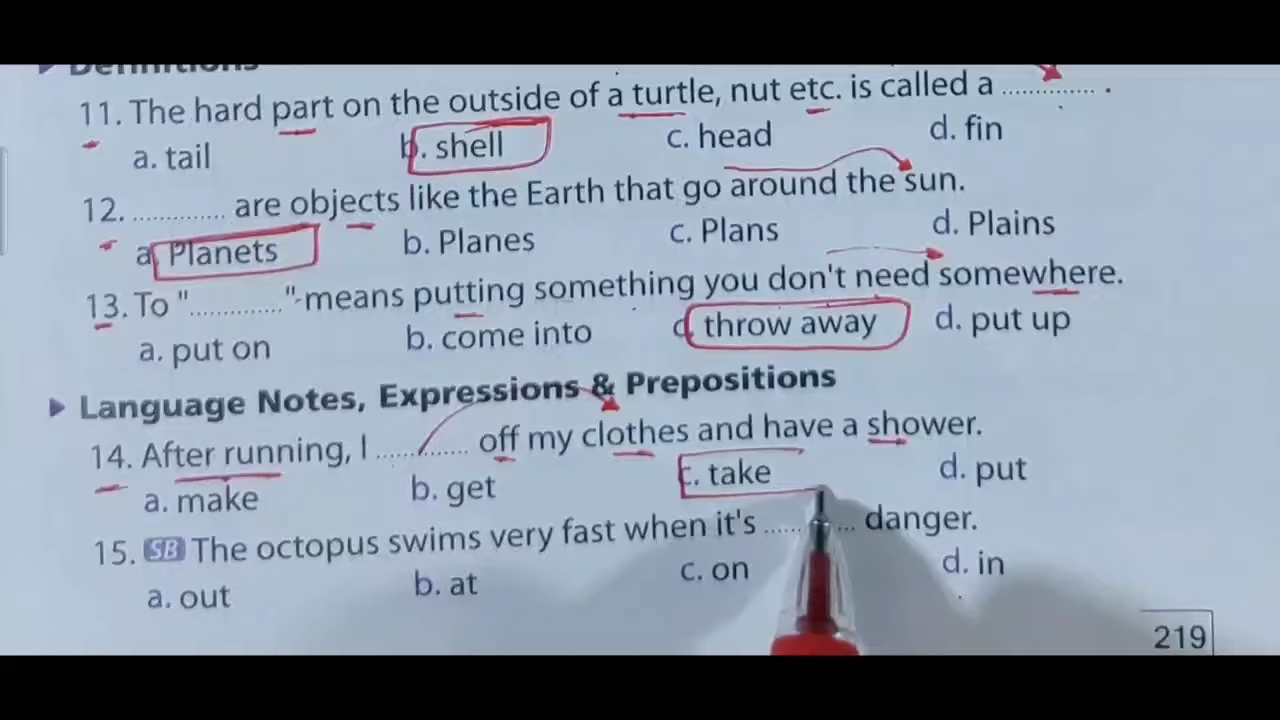 Definitions
11. The hard part on the outside of a turtle, nut etc. is called a .............. .
a. tail b. shell c. head d. fin
12. .............. are objects like the Earth that go around the sun.
a. Planets b. Planes c. Plans d. Plains
13. To "..............." means putting something you don't need somewhere.
a. put on b. come into c. throw away d. put up
Language Notes, Expressions & Prepositions
14. After running, I .............. off my clothes and have a shower.
a. make b. get c. take d. put
15. SB The octopus swims very fast when it's .............. danger.
a. out b. at c. on d. in
219